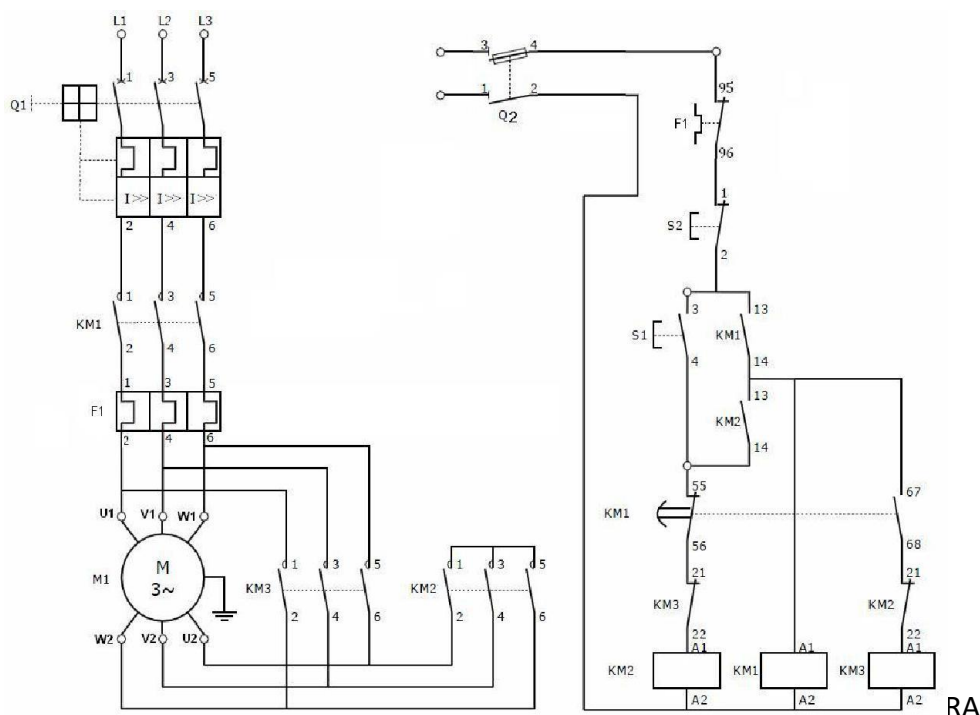 L1 L2 L3
3 4
1 3 5
1 2
Q1
Q2
95
F1
96
I>> I>> I>>
1
2 4 6
S2
2
1 3 5
3 13
KM1
S1 KM1
2 4 6
4 14
1 3 5
13
F1
KM2
2 4 6
14
55 67
U1 V1 W1
KM1
56 68
M
3~
M1
1 3 5
1 3 5
21 21
KM3
KM2
KM3 KM2
2 4 6
2 4 6
22 22
W2 V2 U2
A1 A1 A1
KM2 KM1 KM3
A2 A2 A2
RA